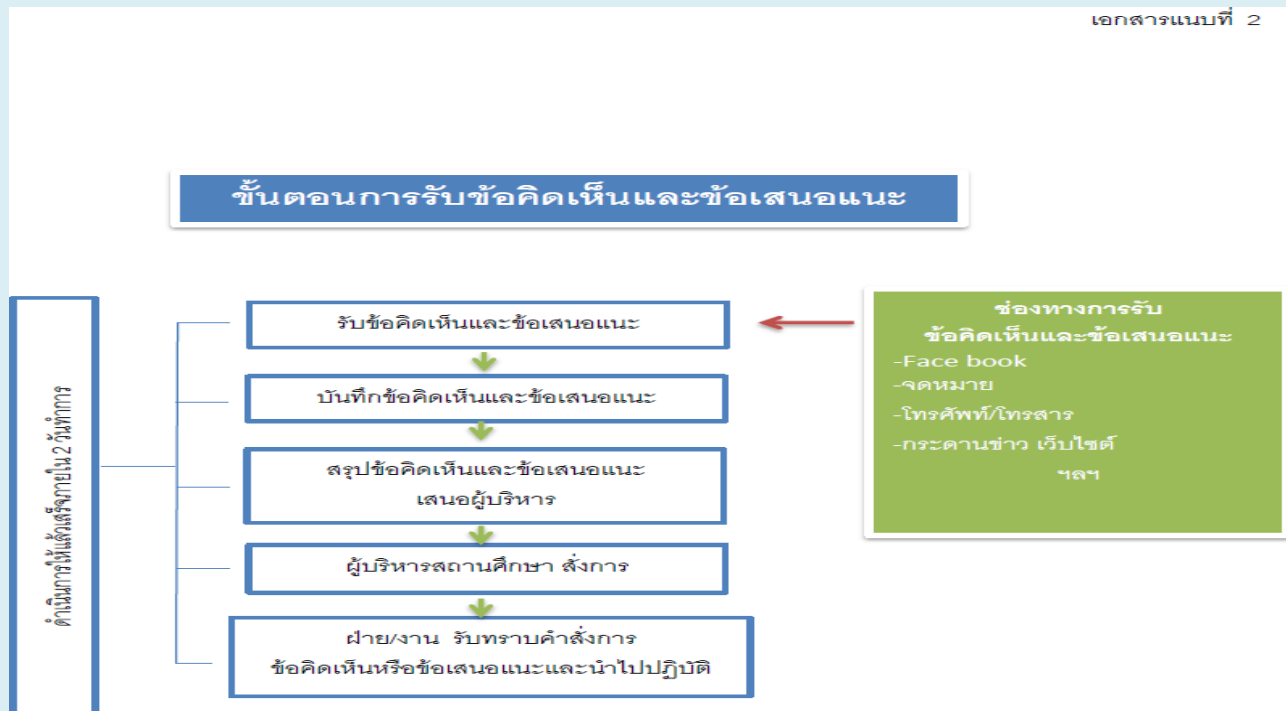 เอกสารแนบที่ 2
ขั้นตอนการรับข้อคิดเห็นและข้อเสนอแนะ
ดำเนินการให้แล้วเสร็จภายใน 2 วันทำการ
รับข้อคิดเห็นและข้อเสนอแนะ
บันทึกข้อคิดเห็นและข้อเสนอแนะ
สรุปข้อคิดเห็นและข้อเสนอแนะ
เสนอผู้บริหาร
ผู้บริหารสถานศึกษา สั่งการ
ฝ่าย/งาน รับทราบคำสั่งการ
ข้อคิดเห็นหรือข้อเสนอแนะและนำไปปฏิบัติ
ช่องทางการรับ
ข้อคิดเห็นและข้อเสนอแนะ
-Face book
-จดหมาย
-โทรศัพท์/โทรสาร
-กระดานข่าว เว็บไซต์
ฯลฯ